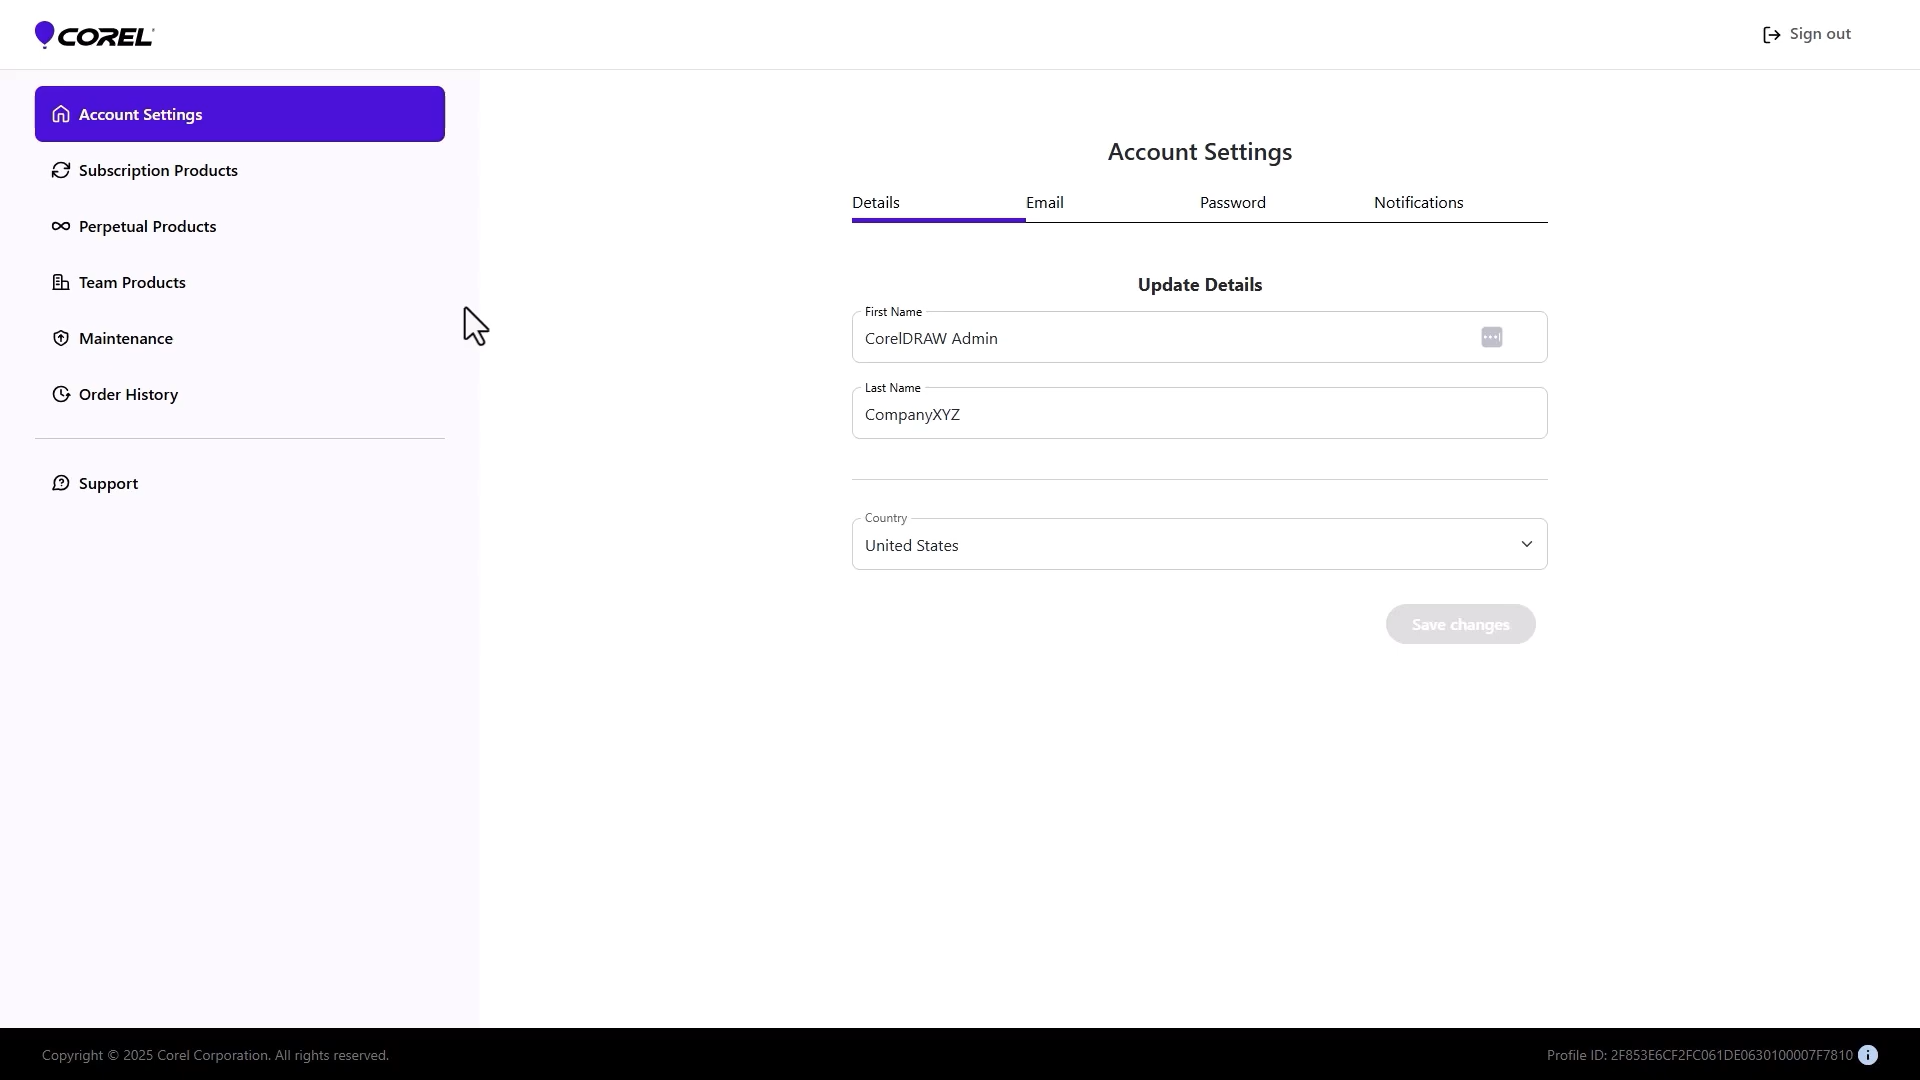 COREL
Sign out
Account Settings
Subscription Products
Perpetual Products
Team Products
Maintenance
Order History
Support
Account Settings
Details
Email
Password
Notifications
Update Details
First Name
CorelDRAW Admin
Last Name
CompanyXYZ
Country
United States
Save changes
Copyright © 2025 Corel Corporation. All rights reserved.
Profile ID: 2F853E6CF2FC061DE0630100007F7810